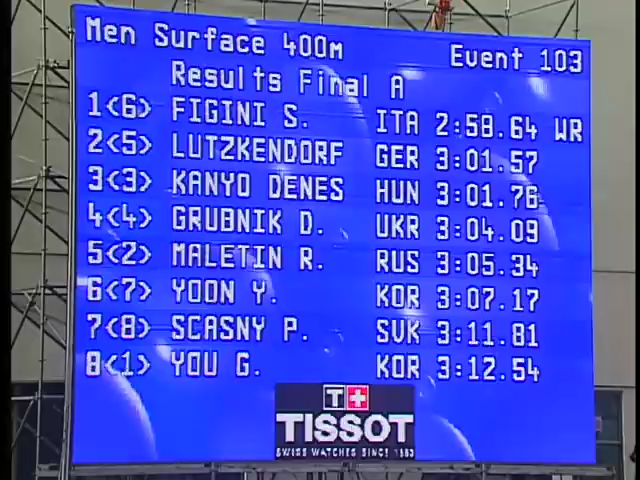 Men Surface 400m Event 103
Results Final A
1<6> FIGINI S. ITA 2:58.64 WR
2<5> LUTZKENDORF GER 3:01.57
3<3> KANYO DENES HUN 3:01.76
4<4> GRUBNIK D. UKR 3:04.09
5<2> MALETIN R. RUS 3:05.34
6<7> YOON Y. KOR 3:07.17
7<8> SCASNY P. SVK 3:11.81
8<1> YOU G. KOR 3:12.54
T+
TISSOT
SWISS WATCHES SINCE 1853